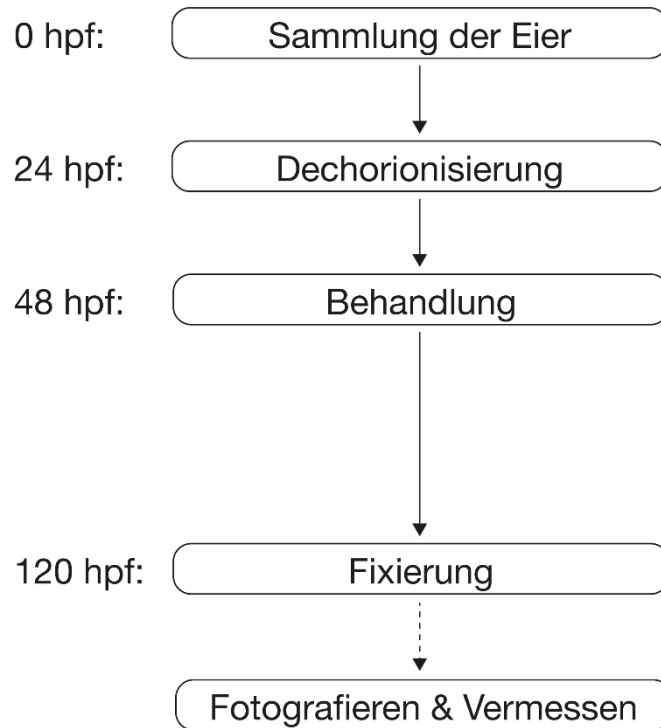 0 hpf: Sammlung der Eier
24 hpf: Dechorionisierung
48 hpf: Behandlung
120 hpf: Fixierung
Fotografieren & Vermessen